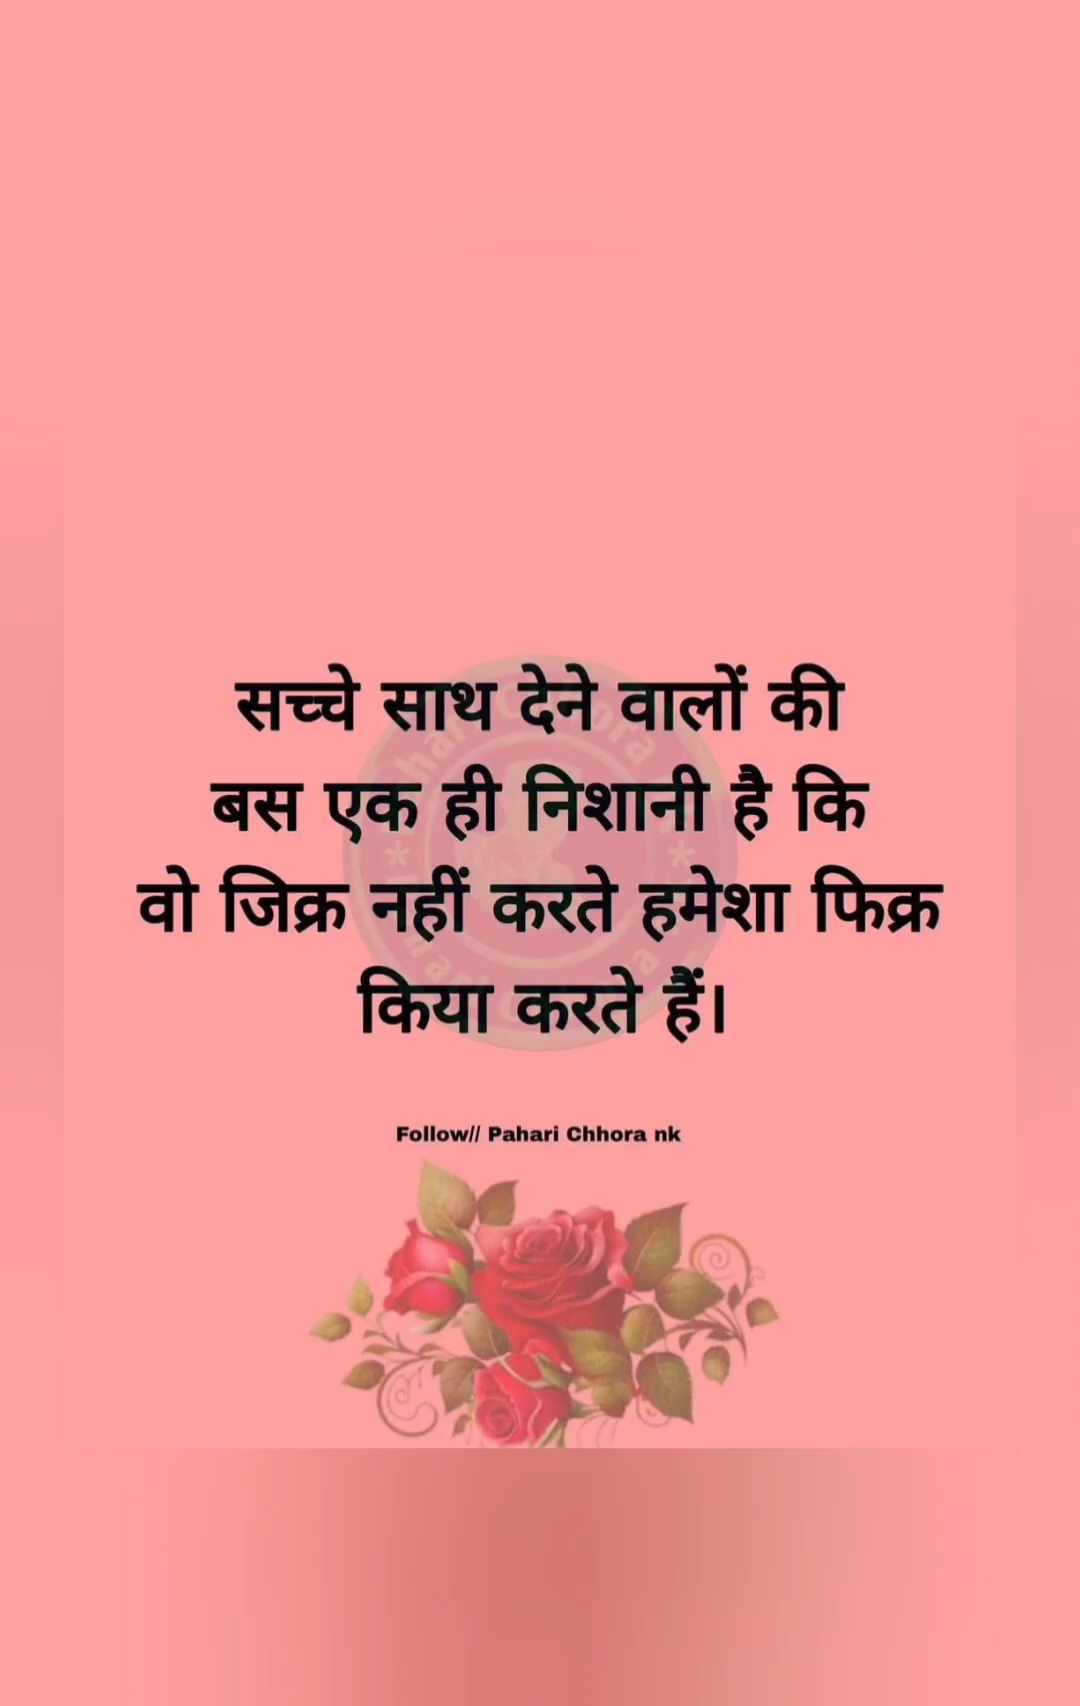 सच्चे साथ देने वालों की
बस एक ही निशानी है कि
वो जिक्र नहीं करते हमेशा फिक्र
किया करते हैं।
Follow// Pahari Chhora nk